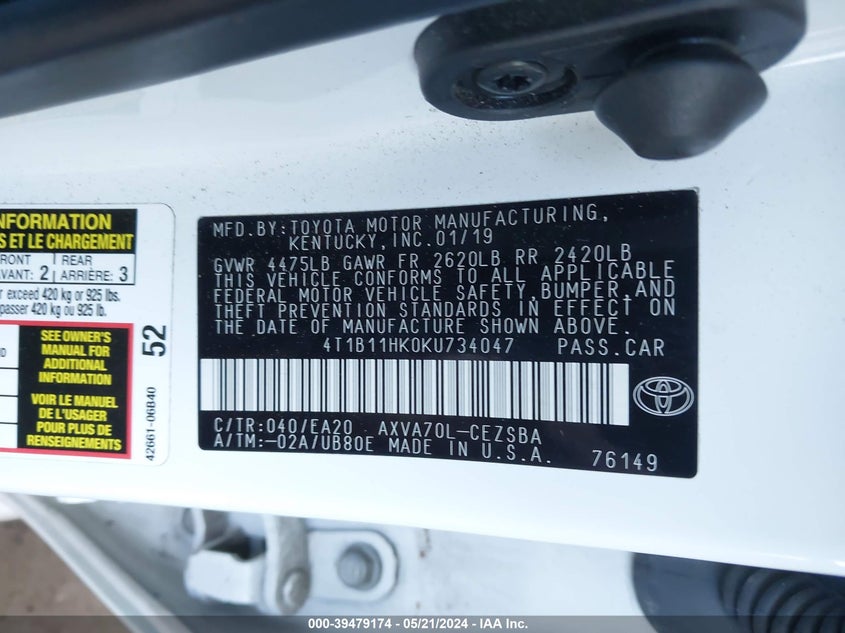 NFORMATION
S ET LE CHARGEMENT
FRONT REAR
AVANT: 2 ARRIÈRE: 3
r exceed 420 kg or 925 lbs.
passer 420 kg ou 925 lb.
SEE OWNER'S
MANUAL FOR
ADDITIONAL
INFORMATION
VOIR LE MANUEL
DE L'USAGER
POUR PLUS DE
RENSEIGNEMENTS
52
42661-06B40
MFD.BY:TOYOTA MOTOR MANUFACTURING,
KENTUCKY, INC.01/19
GVWR 4475LB GAWR FR 2620LB RR 2420LB
THIS VEHICLE CONFORMS TO ALL APPLICABLE
FEDERAL MOTOR VEHICLE SAFETY,BUMPER,AND
THEFT PREVENTION STANDARDS IN EFFECT ON
THE DATE OF MANUFACTURE SHOWN ABOVE.
4T1B11HK0KU734047 PASS.CAR
C/TR:040/EA20 AXVA70L-CEZSBA
A/TM:-02A/UB80E MADE IN U.S.A.
76149
000-39479174 - 05/21/2024 - IAA Inc.